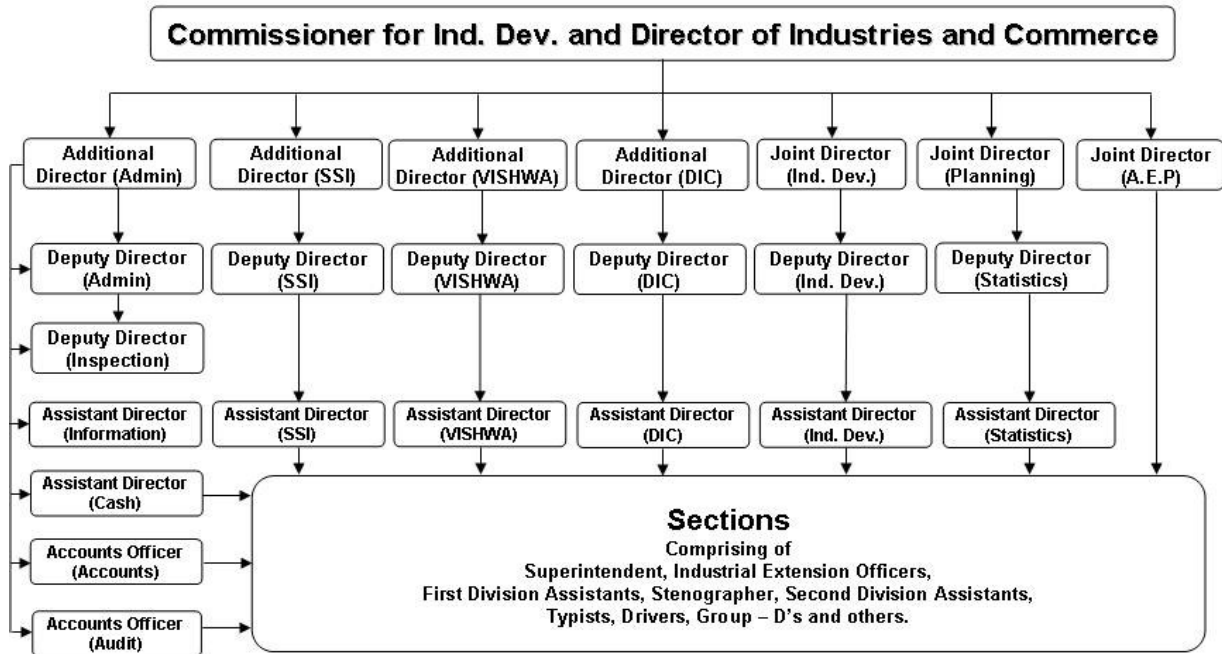 Commissioner for Ind. Dev. and Director of Industries and Commerce
Additional
Director (Admin)
Additional
Director (SSI)
Additional
Director (VISHWA)
Additional
Director (DIC)
Joint Director
(Ind. Dev.)
Joint Director
(Planning)
Joint Director
(A.E.P)
Deputy Director
(Admin)
Deputy Director
(SSI)
Deputy Director
(VISHWA)
Deputy Director
(DIC)
Deputy Director
(Ind. Dev.)
Deputy Director
(Statistics)
Deputy Director
(Inspection)
Assistant Director
(Information)
Assistant Director
(SSI)
Assistant Director
(VISHWA)
Assistant Director
(DIC)
Assistant Director
(Ind. Dev.)
Assistant Director
(Statistics)
Assistant Director
(Cash)
Accounts Officer
(Accounts)
Accounts Officer
(Audit)
Sections
Comprising of
Superintendent, Industrial Extension Officers,
First Division Assistants, Stenographer, Second Division Assistants,
Typists, Drivers, Group – D's and others.